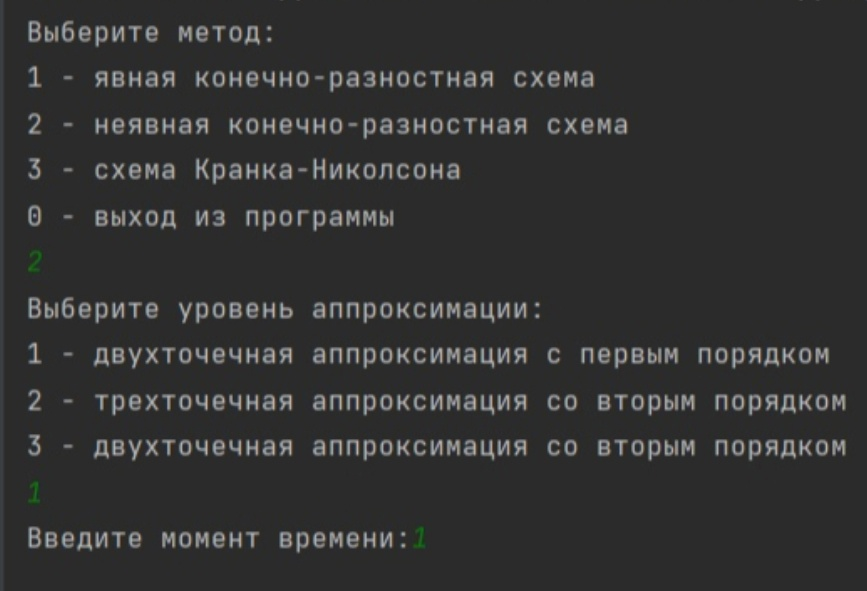 Выберите метод:
1 - явная конечно-разностная схема
2 - неявная конечно-разностная схема
3 - схема Кранка-Николсона
0 - выход из программы
2
Выберите уровень аппроксимации:
1 - двухточечная аппроксимация с первым порядком
2 - трехточечная аппроксимация со вторым порядком
3 - двухточечная аппроксимация со вторым порядком
1
Введите момент времени:1